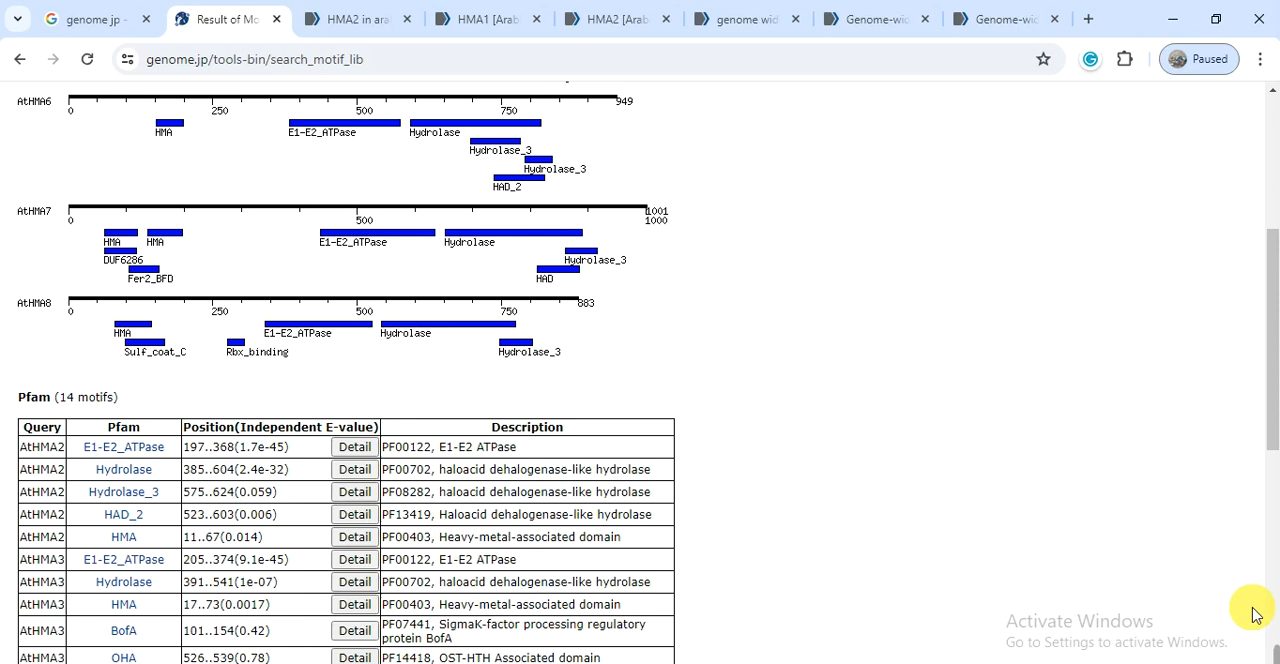 genome jp -
Result of Mo
HMA2 in ara
HMA1 [Arab
HMA2 [Arab
genome wid
Genome-wid
Genome-wid
genome.jp/tools-bin/search_motif_lib
Paused
AtHMA6
949
0 250 500 750
HMA E1-E2_ATPase Hydrolase
Hydrolase_3
Hydrolase_3
HAD_2
AtHMA7
1001
0 500 1000
HMA HMA E1-E2_ATPase Hydrolase
DUF6286 Hydrolase_3
Fer2_BFD HAD
AtHMA8
883
0 250 500 750
HMA E1-E2_ATPase Hydrolase
Sulf_coat_C Rbx_binding Hydrolase_3
Pfam (14 motifs)
Query Pfam Position(Independent E-value) Description
AtHMA2 E1-E2_ATPase 197..368(1.7e-45) Detail PF00122, E1-E2 ATPase
AtHMA2 Hydrolase 385..604(2.4e-32) Detail PF00702, haloacid dehalogenase-like hydrolase
AtHMA2 Hydrolase_3 575..624(0.059) Detail PF08282, haloacid dehalogenase-like hydrolase
AtHMA2 HAD_2 523..603(0.006) Detail PF13419, Haloacid dehalogenase-like hydrolase
AtHMA2 HMA 11..67(0.014) Detail PF00403, Heavy-metal-associated domain
AtHMA3 E1-E2_ATPase 205..374(9.1e-45) Detail PF00122, E1-E2 ATPase
AtHMA3 Hydrolase 391..541(1e-07) Detail PF00702, haloacid dehalogenase-like hydrolase
AtHMA3 HMA 17..73(0.0017) Detail PF00403, Heavy-metal-associated domain
AtHMA3 BofA 101..154(0.42) Detail PF07441, SigmaK-factor processing regulatory
protein BofA
AtHMA3 OHA 526..539(0.78) Detail PF14418, OST-HTH Associated domain
Activate Windows
Go to Settings to activate Windows.